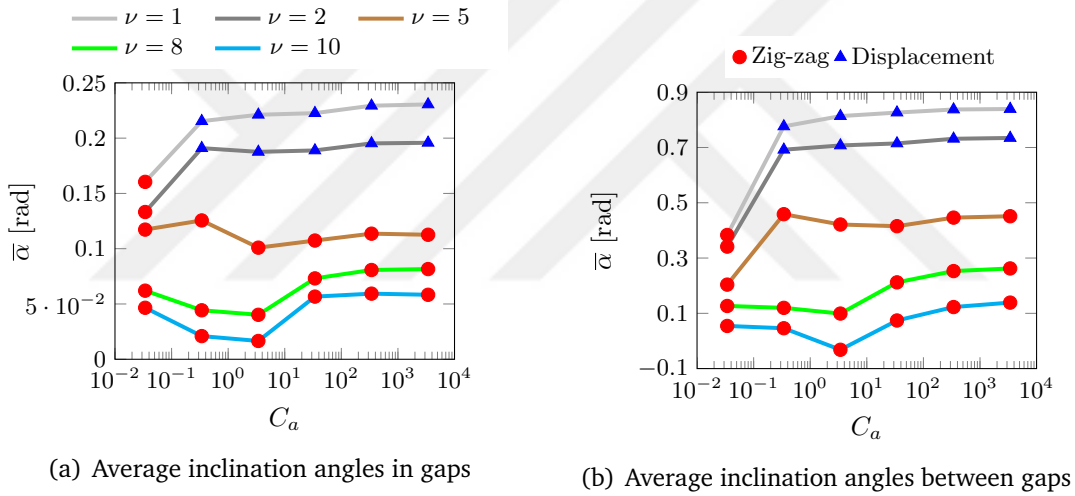 ν = 1 ν = 2 ν = 5
ν = 8 ν = 10
0.25
0.2
0.15
0.1
5 · 10⁻²
0
α̅ [rad]
10⁻² 10⁻¹ 10⁰ 10¹ 10² 10³ 10⁴
Cₐ
(a) Average inclination angles in gaps
Zig-zag Displacement
0.9
0.7
0.5
0.3
0.1
−0.1
α̅ [rad]
10⁻² 10⁻¹ 10⁰ 10¹ 10² 10³ 10⁴
Cₐ
(b) Average inclination angles between gaps